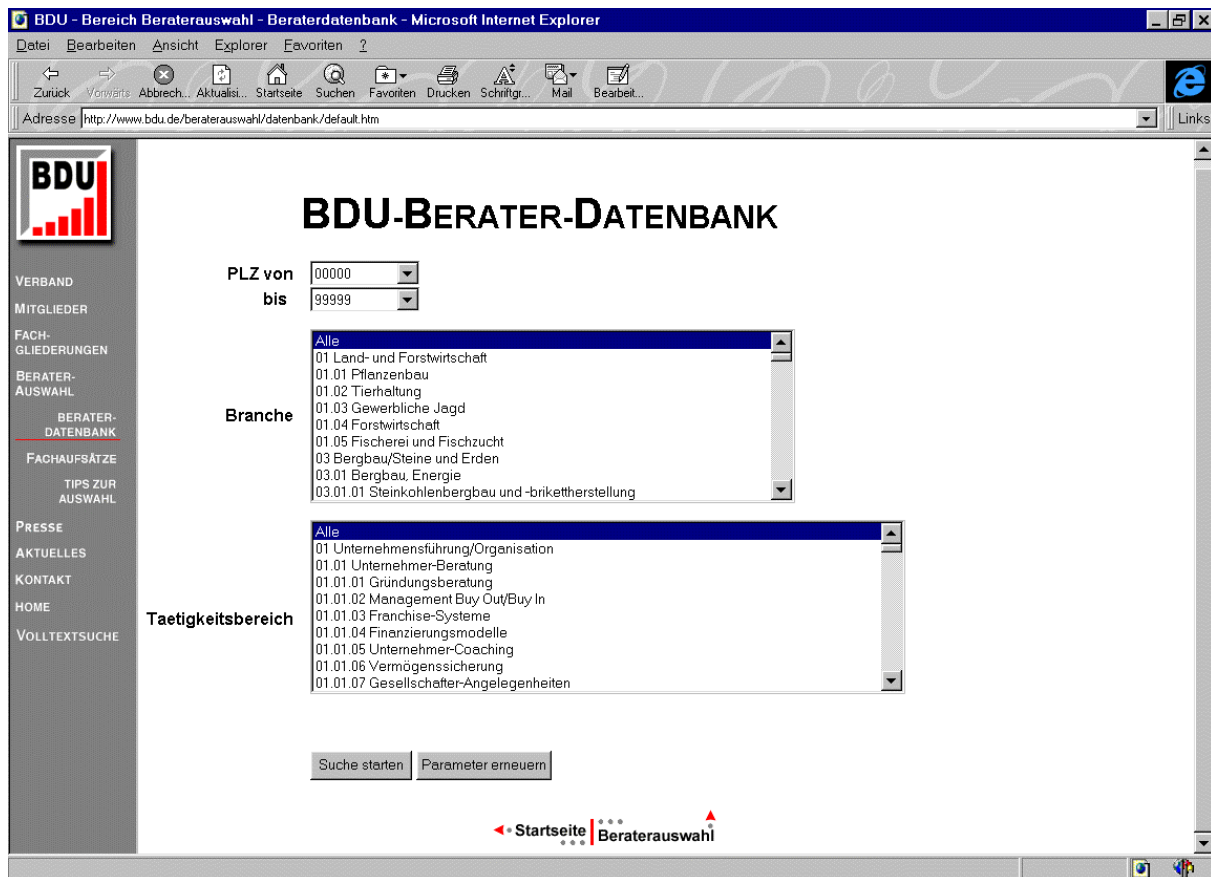 BDU - Bereich Beraterauswahl - Beraterdatenbank - Microsoft Internet Explorer
Datei Bearbeiten Ansicht Explorer Favoriten ?
Zurück Vorwärts Abbrech... Aktualisi... Startseite Suchen Favoriten Drucken Schriftgr... Mail Bearbeit...
Adresse http://www.bdu.de/beraterauswahl/datenbank/default.htm Links
BDU
VERBAND
MITGLIEDER
FACH-
GLIEDERUNGEN
BERATER-
AUSWAHL
BERATER-
DATENBANK
FACHAUFSÄTZE
TIPS ZUR
AUSWAHL
PRESSE
AKTUELLES
KONTAKT
HOME
VOLLTEXTSUCHE
BDU-BERATER-DATENBANK
PLZ von 00000
bis 99999
Branche
Alle
01 Land- und Forstwirtschaft
01.01 Pflanzenbau
01.02 Tierhaltung
01.03 Gewerbliche Jagd
01.04 Forstwirtschaft
01.05 Fischerei und Fischzucht
03 Bergbau/Steine und Erden
03.01 Bergbau, Energie
03.01.01 Steinkohlenbergbau und -brikettherstellung
Taetigkeitsbereich
Alle
01 Unternehmensführung/Organisation
01.01 Unternehmer-Beratung
01.01.01 Gründungsberatung
01.01.02 Management Buy Out/Buy In
01.01.03 Franchise-Systeme
01.01.04 Finanzierungsmodelle
01.01.05 Unternehmer-Coaching
01.01.06 Vermögenssicherung
01.01.07 Gesellschafter-Angelegenheiten
Suche starten Parameter erneuern
Startseite Beraterauswahl